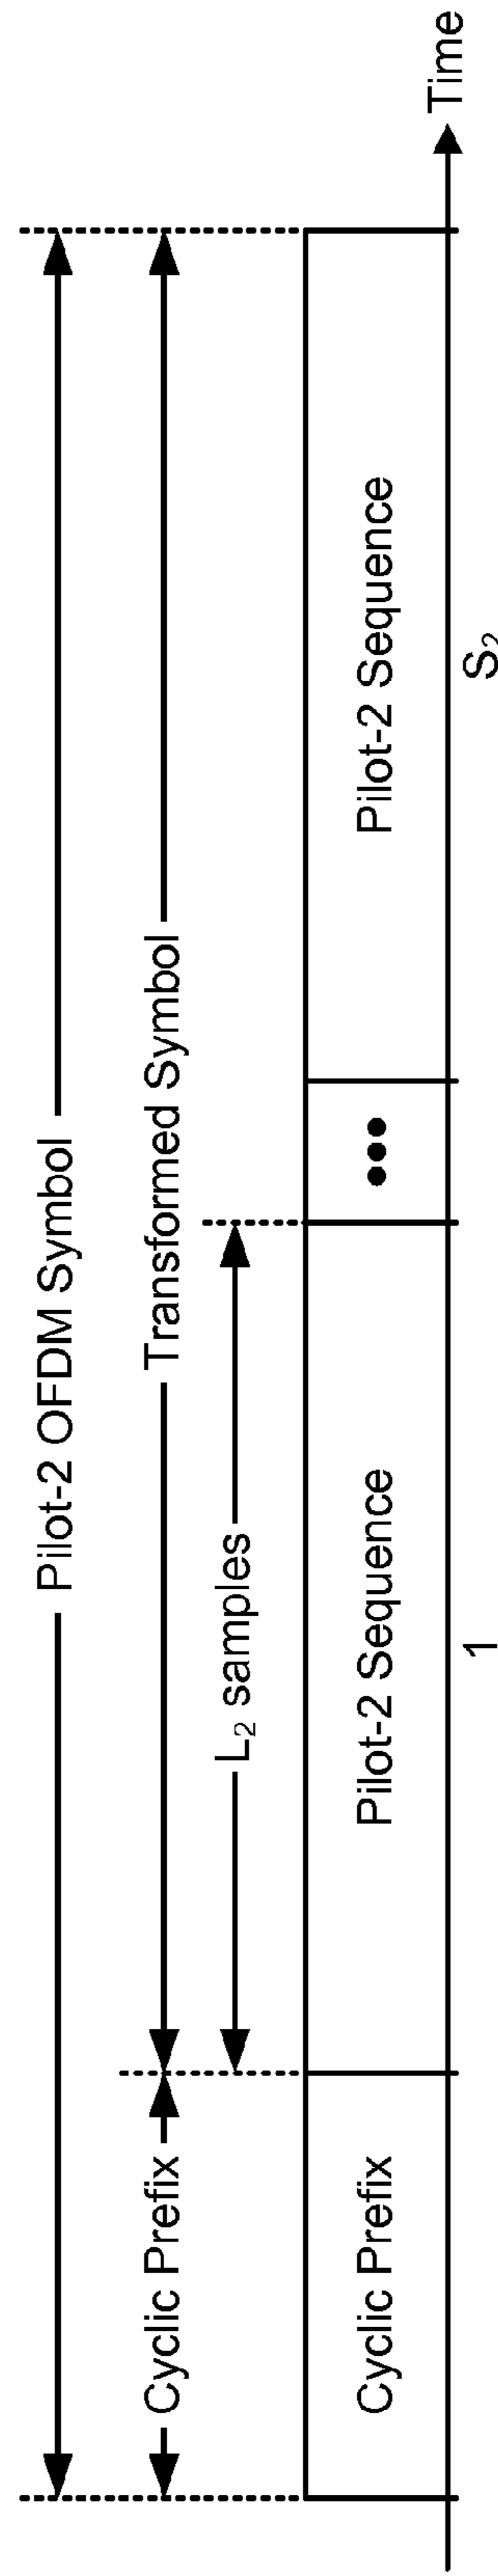 Pilot-2 OFDM Symbol
Cyclic Prefix
Transformed Symbol
L₂ samples
Cyclic Prefix
Pilot-2 Sequence
•••
Pilot-2 Sequence
Time
1
S₂